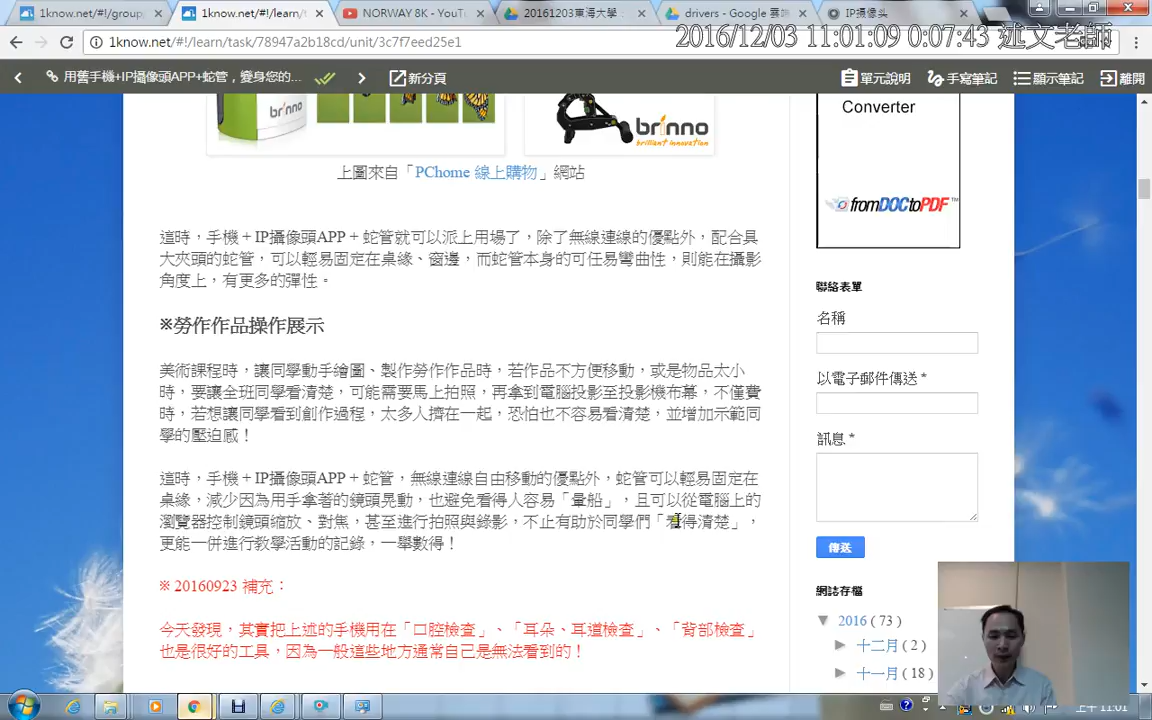 1know.net/#!/group,
1know.net/#!/learn/t
NORWAY 8K - YouTu
20161203東海大學
drivers - Google 雲端
IP摄像头
1know.net/#!/learn/task/78947a2b18cd/unit/3c7f7eed25e1
2016/12/03 11:01:09 0:07:43 述文老師
用舊手機+IP攝像頭APP+蛇管，變身您的...
新分頁
單元說明
手寫筆記
顯示筆記
離開
brinno
brinno
brilliant innovation
上圖來自「PChome 線上購物」網站
這時，手機＋IP攝像頭APP＋蛇管就可以派上用場了，除了無線連線的優點外，配合具
大夾頭的蛇管，可以輕易固定在桌緣、窗邊，而蛇管本身的可任易彎曲性，則能在攝影
角度上，有更多的彈性。
※勞作作品操作展示
美術課程時，讓同學動手繪圖、製作勞作作品時，若作品不方便移動，或是物品太小
時，要讓全班同學看清楚，可能需要馬上拍照，再拿到電腦投影至投影機布幕，不僅費
時，若想讓同學看到創作過程，太多人擠在一起，恐怕也不容易看清楚，並增加示範同
學的壓迫感！
這時，手機＋IP攝像頭APP＋蛇管，無線連線自由移動的優點外，蛇管可以輕易固定在
桌緣，減少因為用手拿著的鏡頭晃動，也避免看得人容易「暈船」，且可以從電腦上的
瀏覽器控制鏡頭縮放、對焦，甚至進行拍照與錄影，不止有助於同學們「看得清楚」，
更能一併進行教學活動的記錄，一舉數得！
※ 20160923 補充：
今天發現，其實把上述的手機用在「口腔檢查」、「耳朵、耳道檢查」、「背部檢查」
也是很好的工具，因為一般這些地方通常自己是無法看到的！
Converter
fromDOCtoPDF™
聯絡表單
名稱
以電子郵件傳送 *
訊息 *
傳送
網誌存檔
▼ 2016 ( 73 )
► 十二月 ( 2 )
► 十一月 ( 18 )
上午 11:01